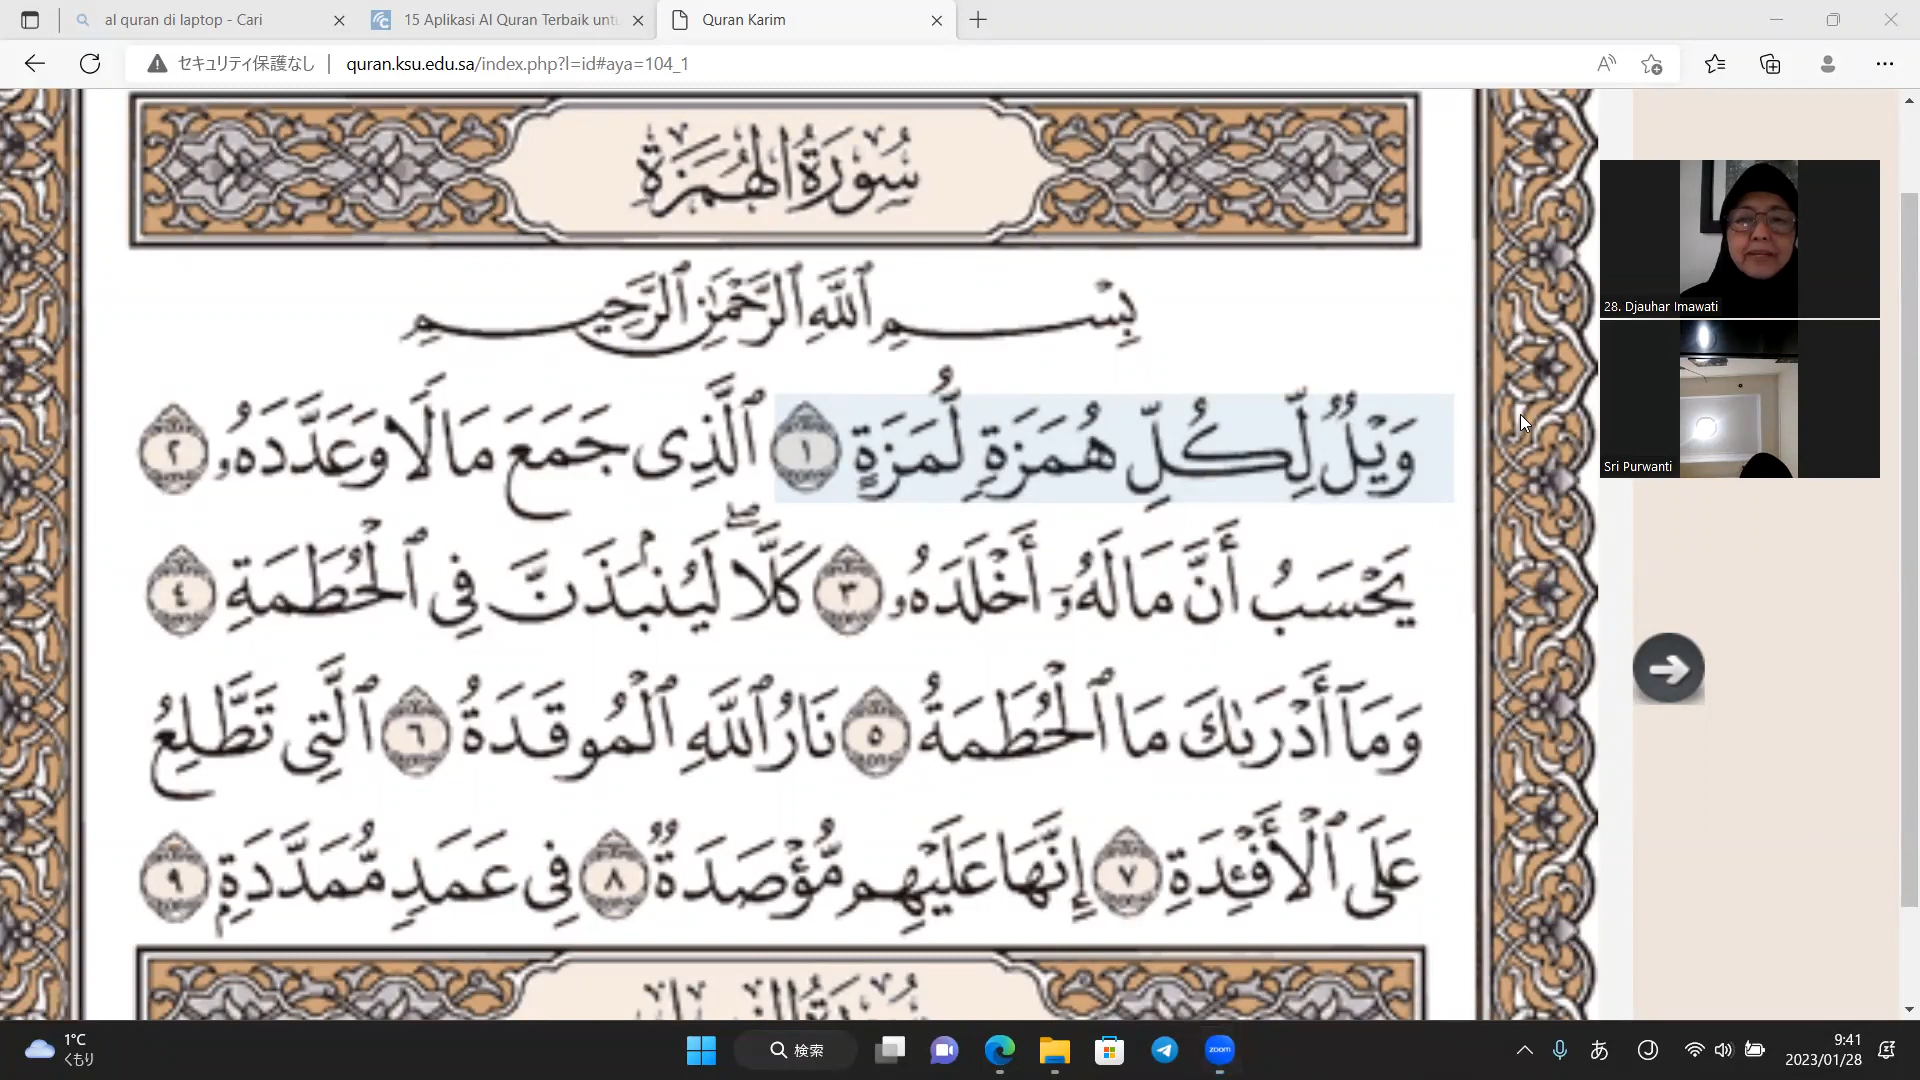 al quran di laptop - Cari
15 Aplikasi Al Quran Terbaik untu
Quran Karim
セキュリティ保護なし
quran.ksu.edu.sa/index.php?l=id#aya=104_1
سُورَةُ الهُمَزَةِ
بِسْمِ ٱللَّهِ ٱلرَّحْمَٰنِ ٱلرَّحِيمِ
وَيْلٌ لِّكُلِّ هُمَزَةٍ لُّمَزَةٍ ١ ٱلَّذِى جَمَعَ مَالًا وَعَدَّدَهُۥ ٢
يَحْسَبُ أَنَّ مَالَهُۥٓ أَخْلَدَهُۥ ٣ كَلَّا ۖ لَيُنۢبَذَنَّ فِى ٱلْحُطَمَةِ ٤
وَمَآ أَدْرَىٰكَ مَا ٱلْحُطَمَةُ ٥ نَارُ ٱللَّهِ ٱلْمُوقَدَةُ ٦ ٱلَّتِى تَطَّلِعُ
عَلَى ٱلْأَفْـِٔدَةِ ٧ إِنَّهَا عَلَيْهِم مُّؤْصَدَةٌ ٨ فِى عَمَدٍ مُّمَدَّدَةٍۭ ٩
28. Djauhar Imawati
Sri Purwanti
1°C
くもり
検索
zoom
あ
9:41
2023/01/28